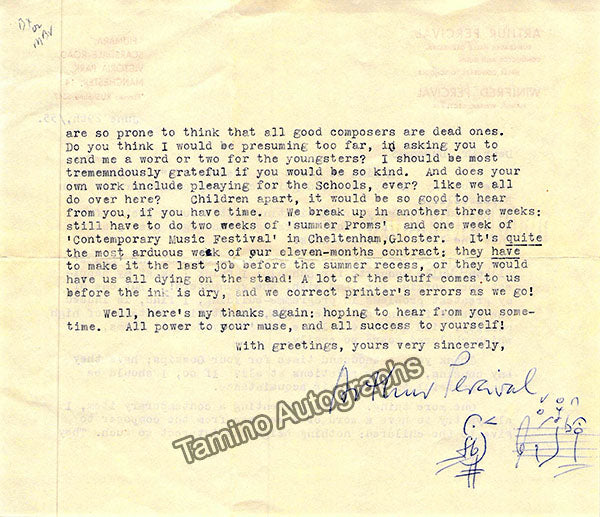 are so prone to think that all good composers are dead ones.
Do you think I would be presuming too far, in asking you to
send me a word or two for the youngsters? I should be most
trememndously grateful if you would be so kind. And does your
own work include pleaying for the Schools, ever? like we all
do over here? Children apart, it would be so good to hear
from you, if you have time. We break up in another three weeks:
still have to do two weeks of 'summer Proms' and one week of
'Contemporary Music Festival' in Cheltenham,Gloster. It's quite
the most arduous week of our eleven-months contract: they have
to make it the last job before the summer recess, or they would
have us all dying on the stand! A lot of the stuff comes to us
before the ink is dry, and we correct printer's errors as we go!
Well, here's my thanks again: hoping to hear from you some-
time. All power to your muse, and all success to yourself!
With greetings, yours very sincerely,
Arthur Percival
Tamino Autographs